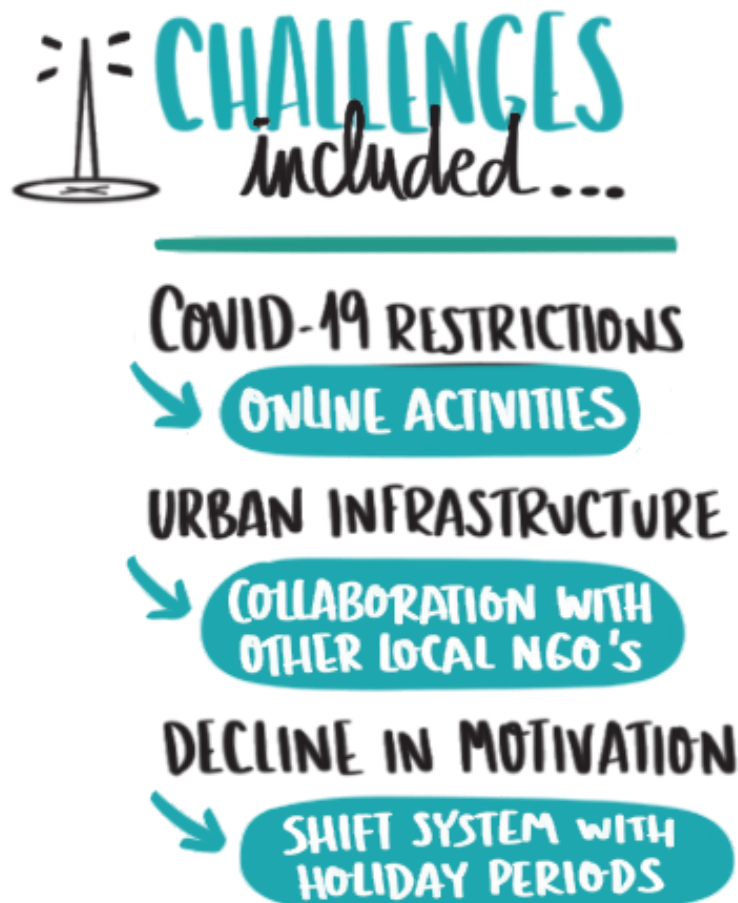 CHALLENGES
included...
COVID-19 RESTRICTIONS
ONLINE ACTIVITIES
URBAN INFRASTRUCTURE
COLLABORATION WITH
OTHER LOCAL NGO'S
DECLINE IN MOTIVATION
SHIFT SYSTEM WITH
HOLIDAY PERIODS